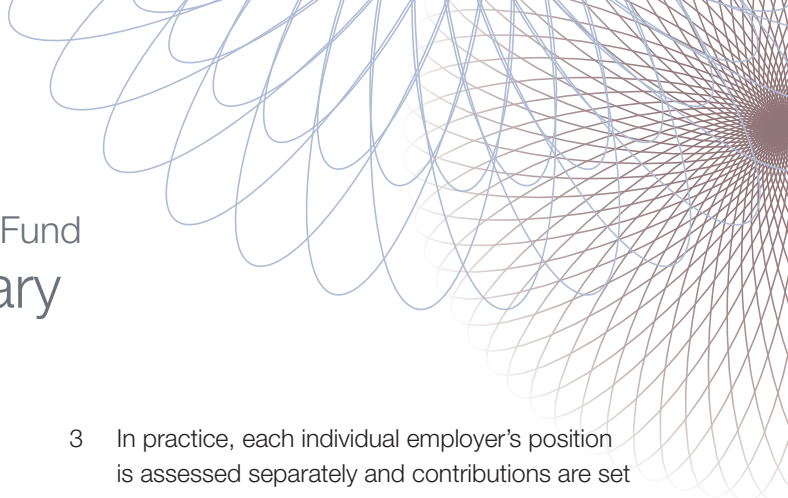 Fund
ary
3 In practice, each individual employer's position
is assessed separately and contributions are set